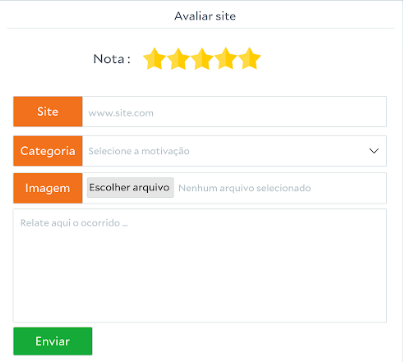 Avaliar site
Nota :
Site www.site.com
Categoria Selecione a motivação
Imagem Escolher arquivo Nenhum arquivo selecionado
Relate aqui o ocorrido ...
Enviar